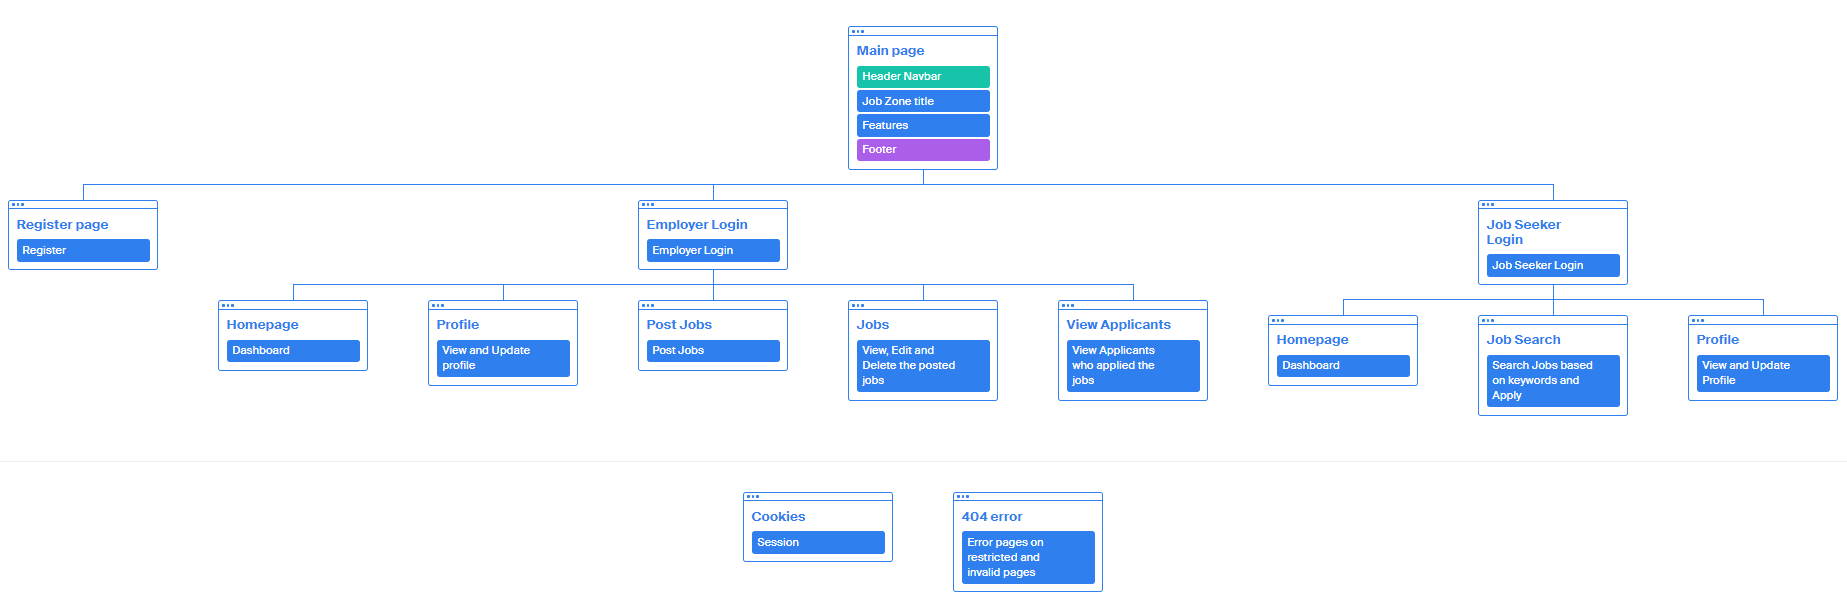 Main page
Header Navbar
Job Zone title
Features
Footer
Register page
Register
Employer Login
Employer Login
Job Seeker
Login
Job Seeker Login
Homepage
Dashboard
Profile
View and Update
profile
Post Jobs
Post Jobs
Jobs
View, Edit and
Delete the posted
jobs
View Applicants
View Applicants
who applied the
jobs
Homepage
Dashboard
Job Search
Search Jobs based
on keywords and
Apply
Profile
View and Update
Profile
Cookies
Session
404 error
Error pages on
restricted and
invalid pages